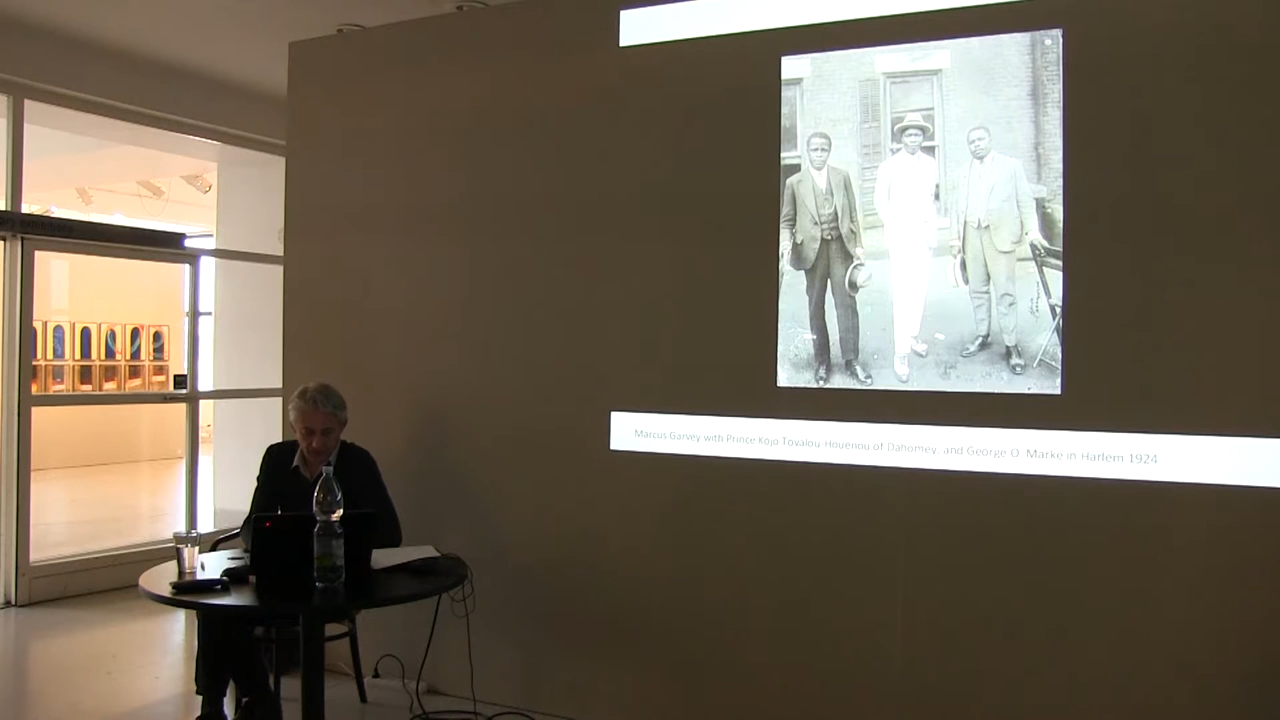 Marcus Garvey with Prince Kojo Tovalou-Houenou of Dahomey, and George O. Marke in Harlem 1924